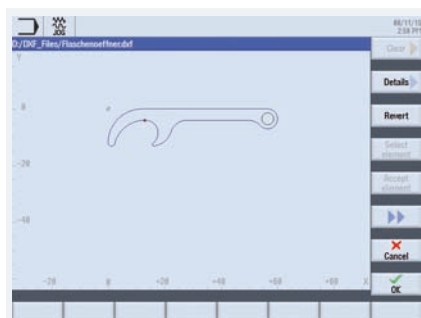 JOG
08/11/10
2:58 PM
D:/DXF_Files/Flaschenoeffner.dxf
Clear
Y
Details
0
Revert
Select
element
-20
Accept
element
-40
Cancel
-20 0 +20 +40 +60 +80 X
OK